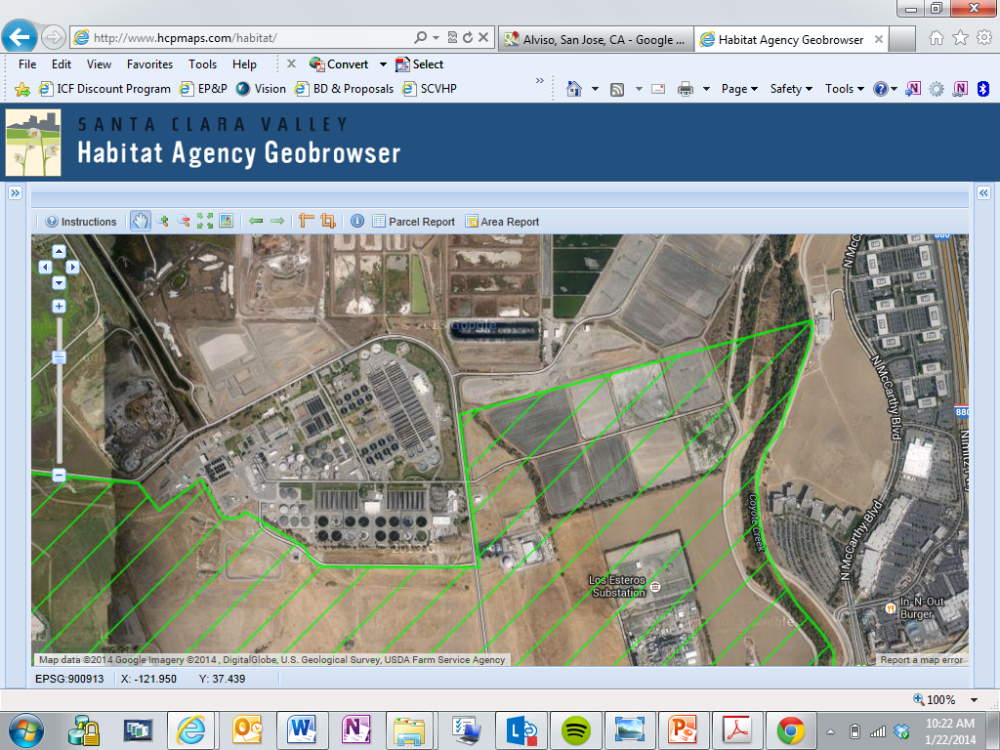 http://www.hcpmaps.com/habitat/
Alviso, San Jose, CA - Google ...
Habitat Agency Geobrowser
File Edit View Favorites Tools Help
Convert Select
ICF Discount Program EP&P Vision BD & Proposals SCVHP
Page Safety Tools
SANTA CLARA VALLEY
Habitat Agency Geobrowser
Instructions Parcel Report Area Report
880
N McC
Google
N McCarthy Blvd
880
Nimitz
Coyote Creek
N McCarthy Blvd
Los Esteros
Substation
In-N-Out
Burger
Map data ©2014 Google Imagery ©2014 , DigitalGlobe, U.S. Geological Survey, USDA Farm Service Agency
Report a map error
EPSG:900913 X: -121.950 Y: 37.439
100%
10:22 AM
1/22/2014